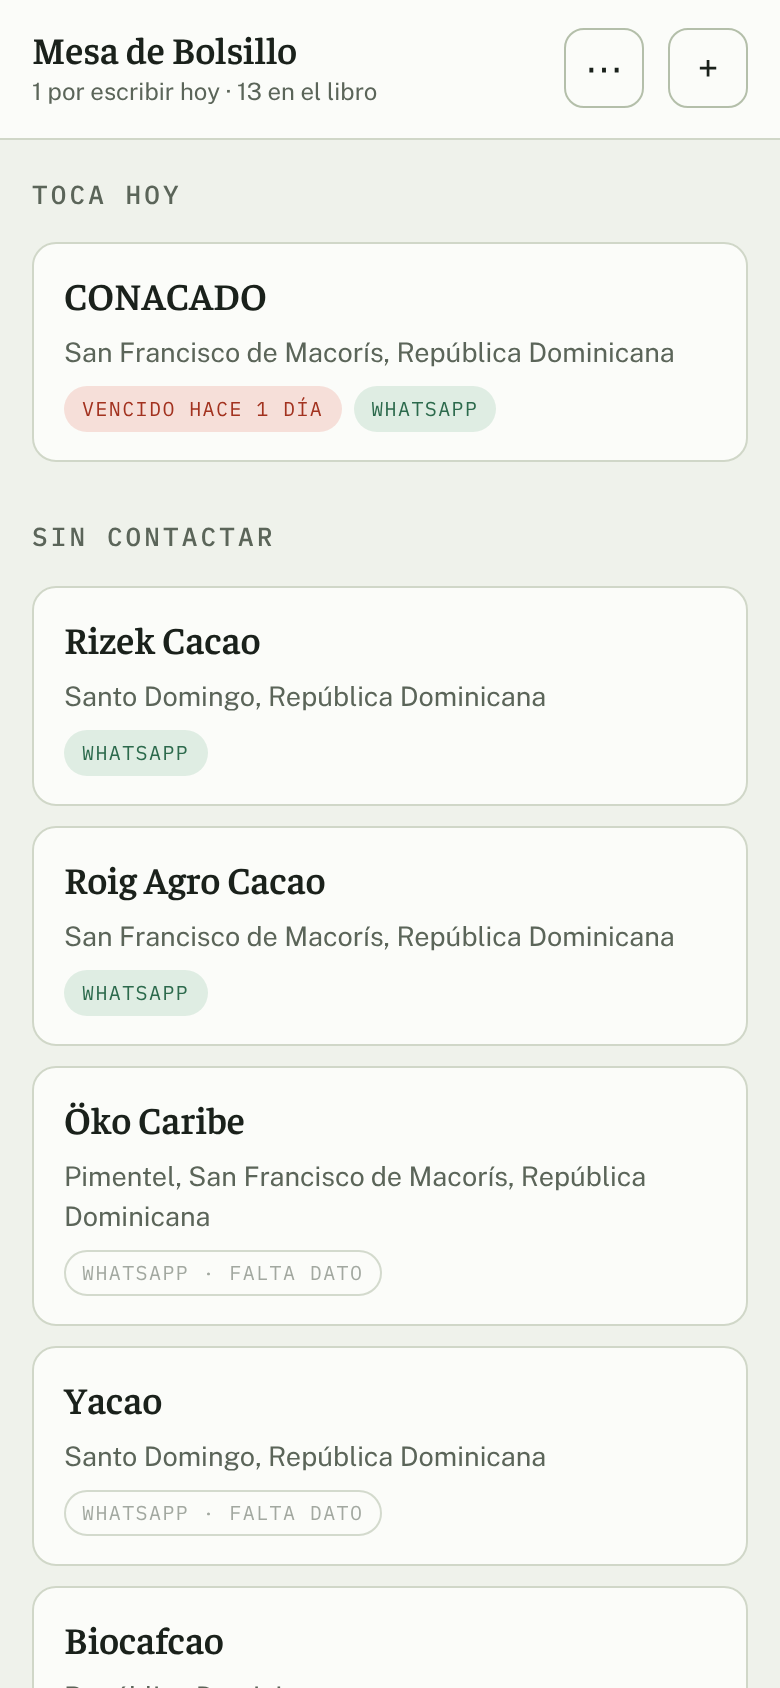 Mesa de Bolsillo
1 por escribir hoy · 13 en el libro
⋯
+
TOCA HOY
CONACADO
San Francisco de Macorís, República Dominicana
VENCIDO HACE 1 DÍA
WHATSAPP
SIN CONTACTAR
Rizek Cacao
Santo Domingo, República Dominicana
WHATSAPP
Roig Agro Cacao
San Francisco de Macorís, República Dominicana
WHATSAPP
Öko Caribe
Pimentel, San Francisco de Macorís, República
Dominicana
WHATSAPP · FALTA DATO
Yacao
Santo Domingo, República Dominicana
WHATSAPP · FALTA DATO
Biocafcao